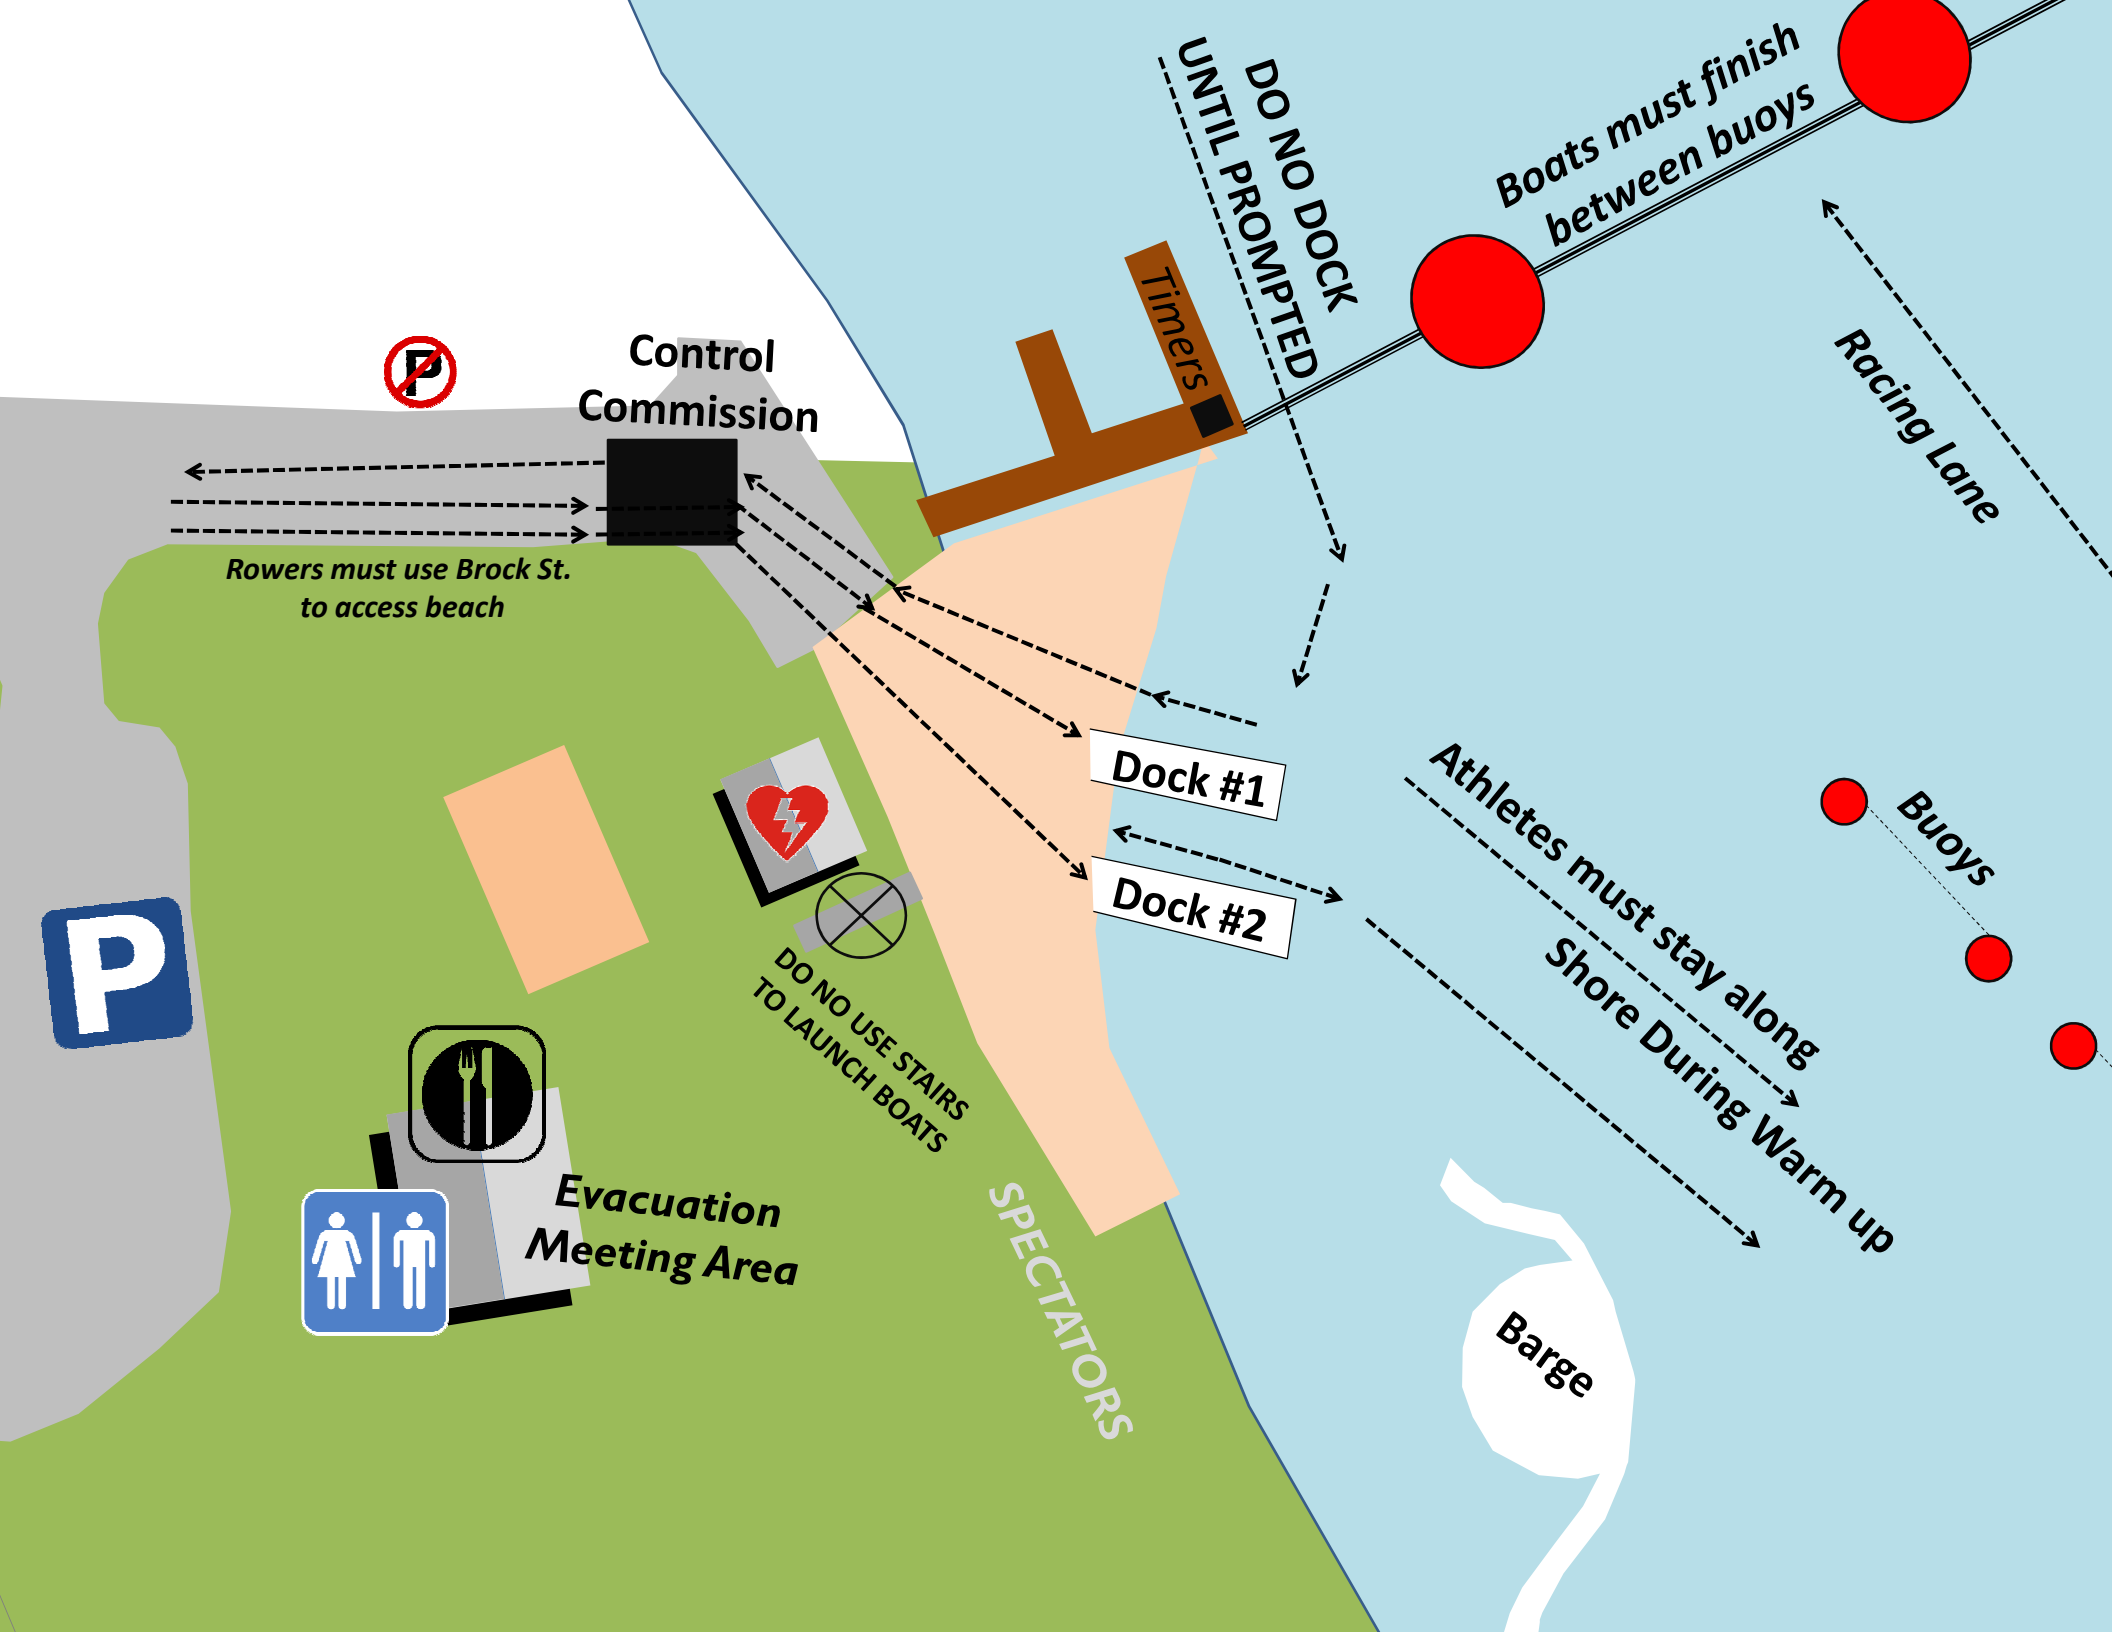 DO NO DOCK
UNTIL PROMPTED
Boats must finish
between buoys
Timers
Racing Lane
P
Control
Commission
Rowers must use Brock St.
to access beach
Dock #1
Dock #2
Athletes must stay along
Shore During Warm up
Buoys
P
DO NO USE STAIRS
TO LAUNCH BOATS
Evacuation
Meeting Area
SPECTATORS
Barge